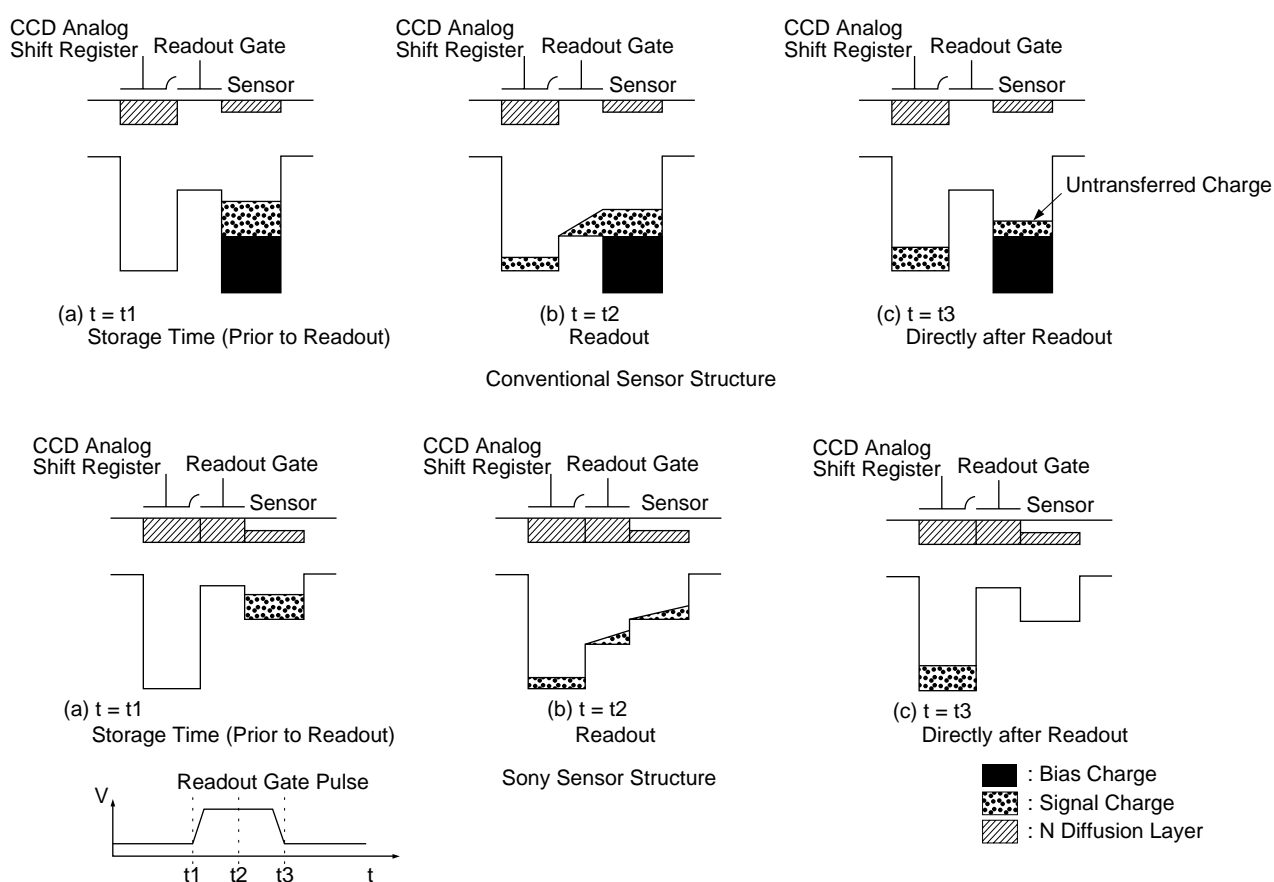 CCD Analog
Shift Register
Readout Gate
Sensor
CCD Analog
Shift Register
Readout Gate
Sensor
CCD Analog
Shift Register
Readout Gate
Sensor
Untransferred Charge
(a) t = t1
Storage Time (Prior to Readout)
(b) t = t2
Readout
(c) t = t3
Directly after Readout
Conventional Sensor Structure
CCD Analog
Shift Register
Readout Gate
Sensor
CCD Analog
Shift Register
Readout Gate
Sensor
CCD Analog
Shift Register
Readout Gate
Sensor
(a) t = t1
Storage Time (Prior to Readout)
(b) t = t2
Readout
(c) t = t3
Directly after Readout
Sony Sensor Structure
Readout Gate Pulse
V
t1 t2 t3 t
: Bias Charge
: Signal Charge
: N Diffusion Layer